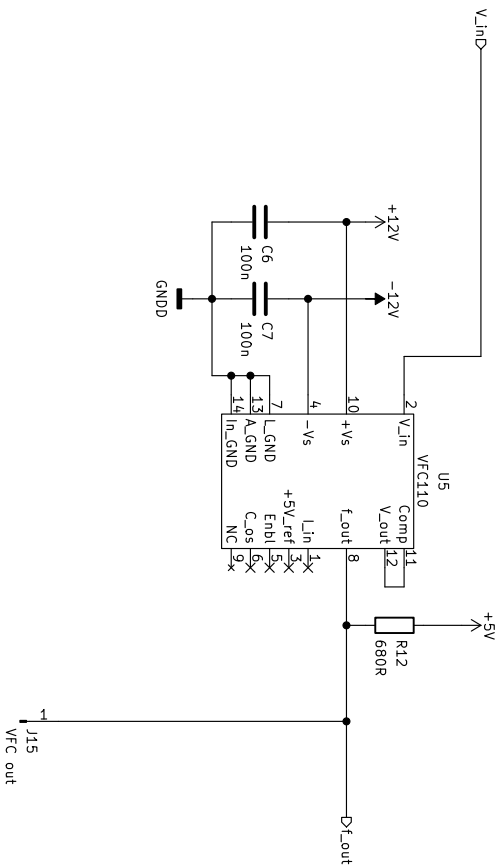 V_in
+12V
C6
100n
-12V
C7
100n
GNDD
U5
VFC110
2
V_in
10
+Vs
4
-Vs
7
L_GND
13
A_GND
14
In_GND
Comp
11
V_out
12
f_out
8
I_in
1
+5V_ref
3
Enbl
5
C_os
6
NC
9
+5V
R12
680R
f_out
1
J15
VFC out